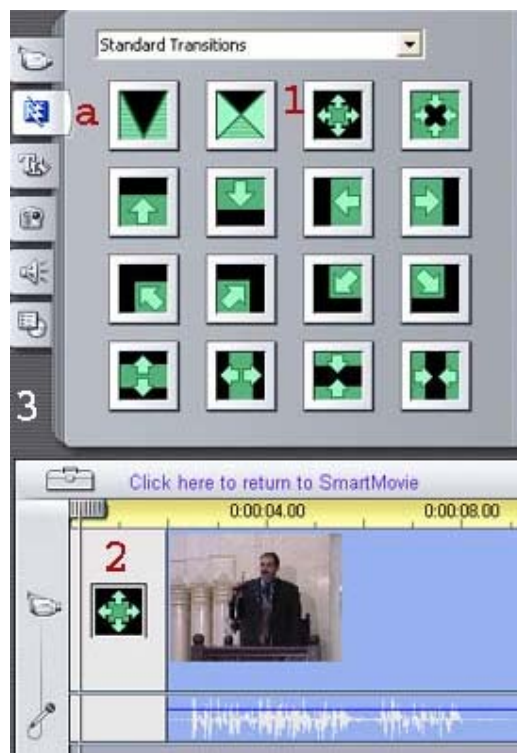 Standard Transitions
a
1
3
Click here to return to SmartMovie
0:00:04.00
0:00:08.00
2